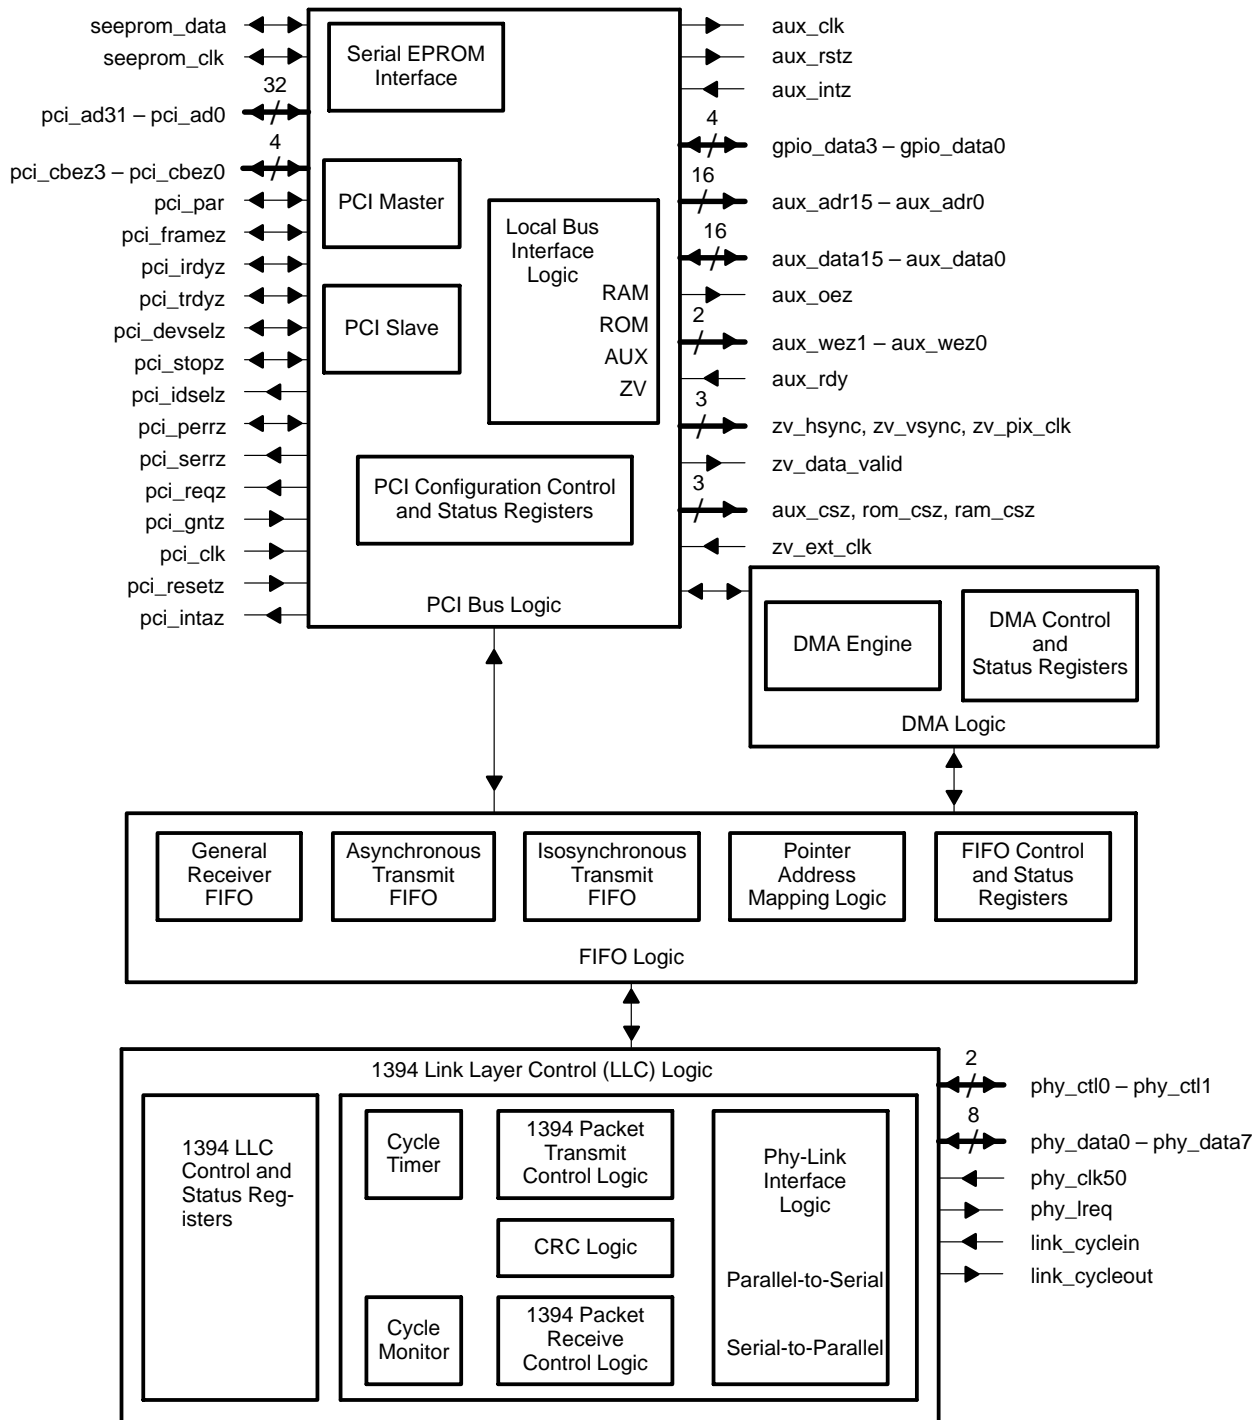 seeprom_data
seeprom_clk
32
pci_ad31 – pci_ad0
4
pci_cbez3 – pci_cbez0
pci_par
pci_framez
pci_irdyz
pci_trdyz
pci_devselz
pci_stopz
pci_idselz
pci_perrz
pci_serrz
pci_reqz
pci_gntz
pci_clk
pci_resetz
pci_intaz
Serial EPROM
Interface
PCI Master
PCI Slave
Local Bus
Interface
Logic
RAM
ROM
AUX
ZV
PCI Configuration Control
and Status Registers
PCI Bus Logic
aux_clk
aux_rstz
aux_intz
4
gpio_data3 – gpio_data0
16
aux_adr15 – aux_adr0
16
aux_data15 – aux_data0
aux_oez
2
aux_wez1 – aux_wez0
aux_rdy
3
zv_hsync, zv_vsync, zv_pix_clk
zv_data_valid
3
aux_csz, rom_csz, ram_csz
zv_ext_clk
DMA Engine
DMA Control
and
Status Registers
DMA Logic
General
Receiver
FIFO
Asynchronous
Transmit
FIFO
Isosynchronous
Transmit
FIFO
Pointer
Address
Mapping Logic
FIFO Control
and Status
Registers
FIFO Logic
1394 Link Layer Control (LLC) Logic
1394 LLC
Control and
Status Reg-
isters
Cycle
Timer
1394 Packet
Transmit
Control Logic
CRC Logic
Cycle
Monitor
1394 Packet
Receive
Control Logic
Phy-Link
Interface
Logic
Parallel-to-Serial
Serial-to-Parallel
2
phy_ctl0 – phy_ctl1
8
phy_data0 – phy_data7
phy_clk50
phy_lreq
link_cyclein
link_cycleout